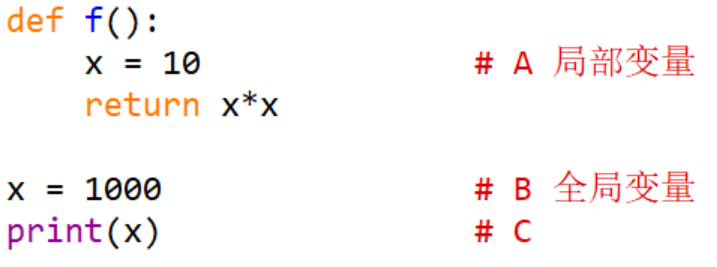 def f():
    x = 10 # A 局部变量
    return x*x
x = 1000 # B 全局变量
print(x) # C